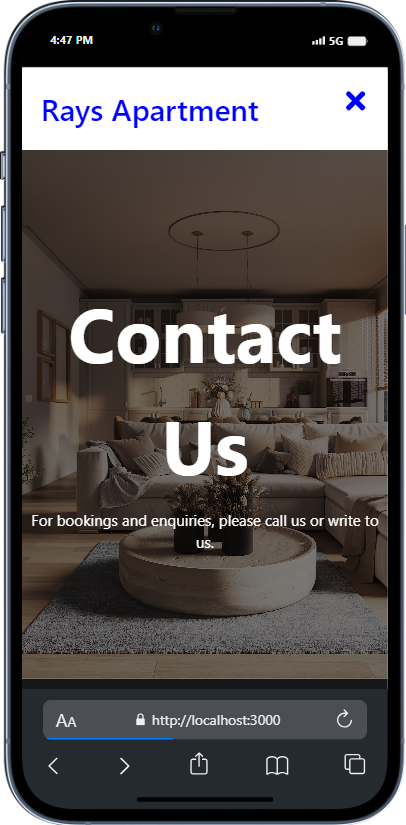 4:47 PM 5G
Rays Apartment
Contact
Us
For bookings and enquiries, please call us or write to
us.
AA http://localhost:3000